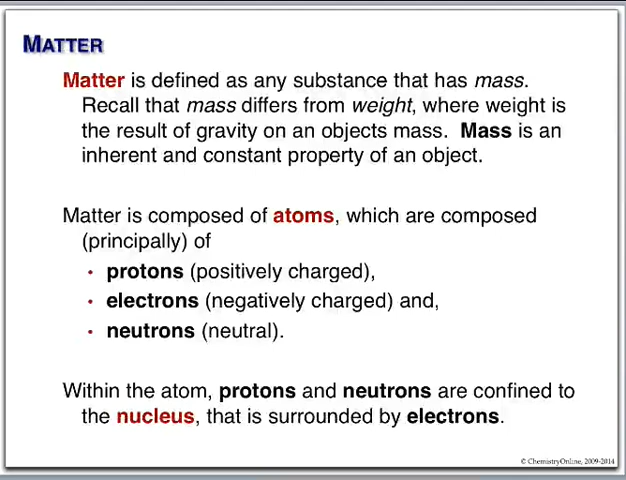 MATTER
Matter is defined as any substance that has mass.
Recall that mass differs from weight, where weight is
the result of gravity on an objects mass. Mass is an
inherent and constant property of an object.
Matter is composed of atoms, which are composed
(principally) of
• protons (positively charged),
• electrons (negatively charged) and,
• neutrons (neutral).
Within the atom, protons and neutrons are confined to
the nucleus, that is surrounded by electrons.
© ChemistryOnline, 2009-2014